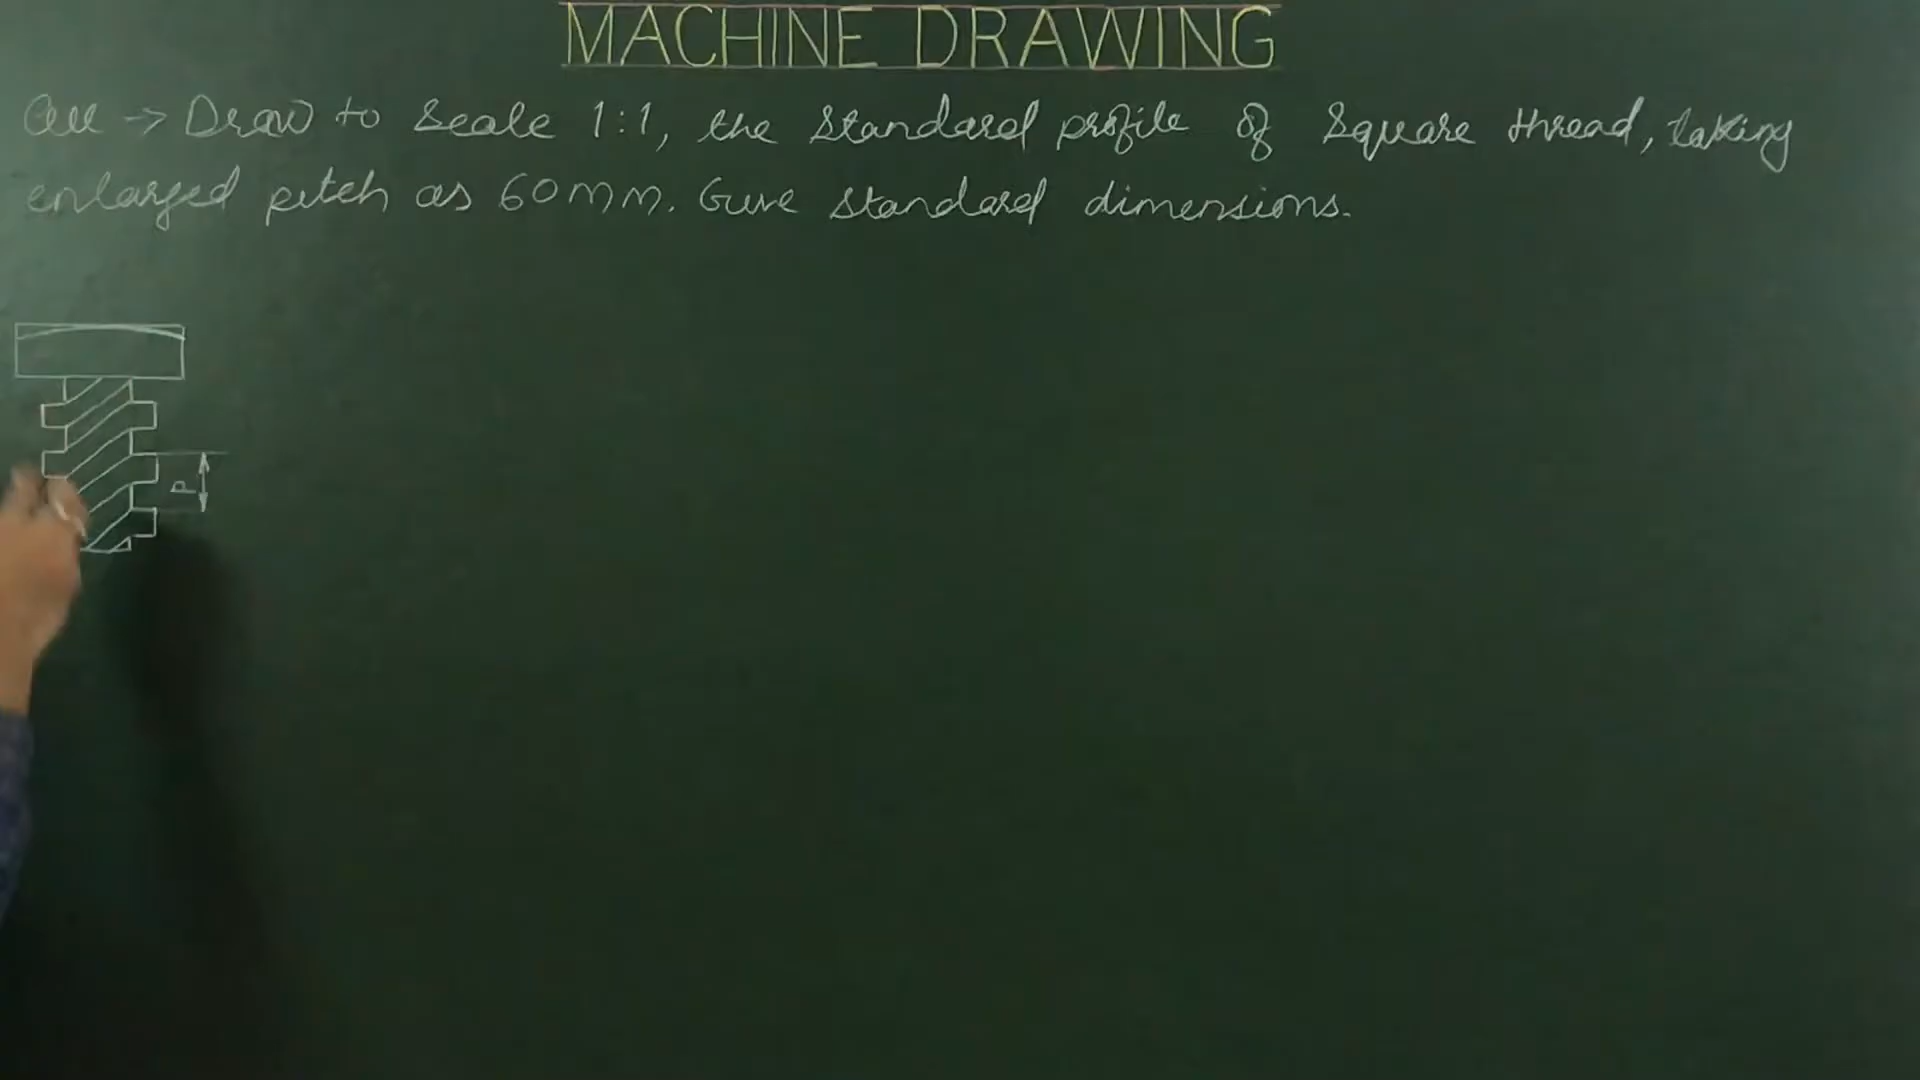 MACHINE DRAWING
Que → Draw to Scale 1:1, the standard profile of square thread, taking
enlarged pitch as 60mm. Give standard dimensions.
P